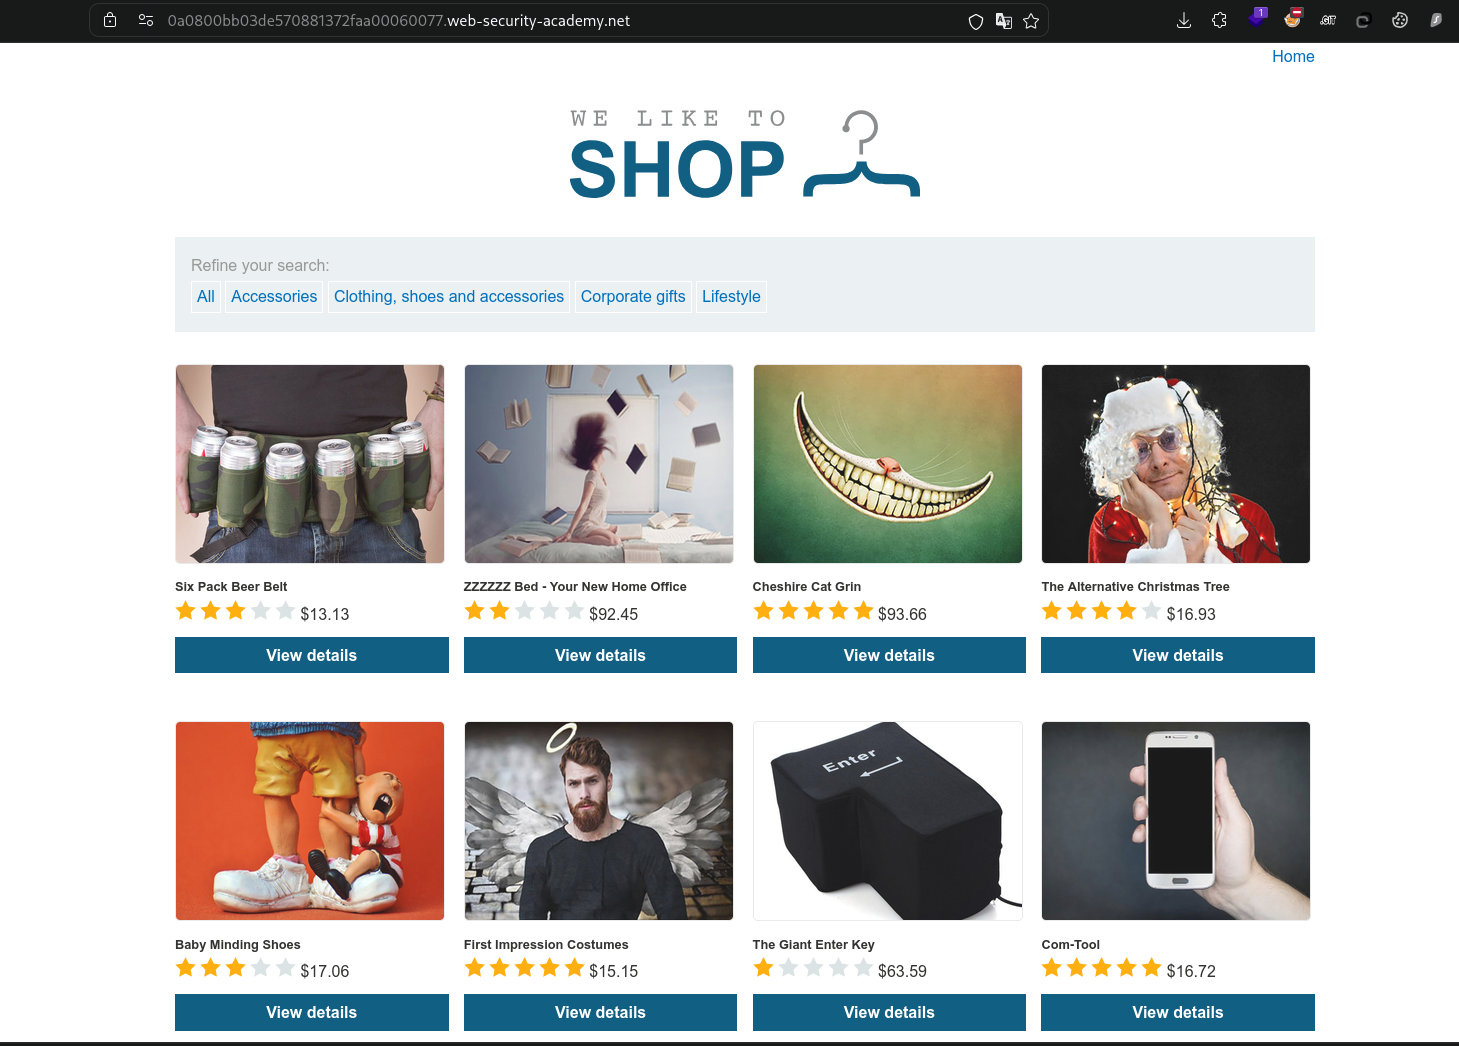 0a0800bb03de570881372faa00060077.web-security-academy.net
1
.GIT
Home
WE LIKE TO
SHOP
Refine your search:
All Accessories Clothing, shoes and accessories Corporate gifts Lifestyle
Enter
Six Pack Beer Belt ZZZZZZ Bed - Your New Home Office Cheshire Cat Grin The Alternative Christmas Tree
$13.13 $92.45 $93.66 $16.93
View details View details View details View details
Baby Minding Shoes First Impression Costumes The Giant Enter Key Com-Tool
$17.06 $15.15 $63.59 $16.72
View details View details View details View details